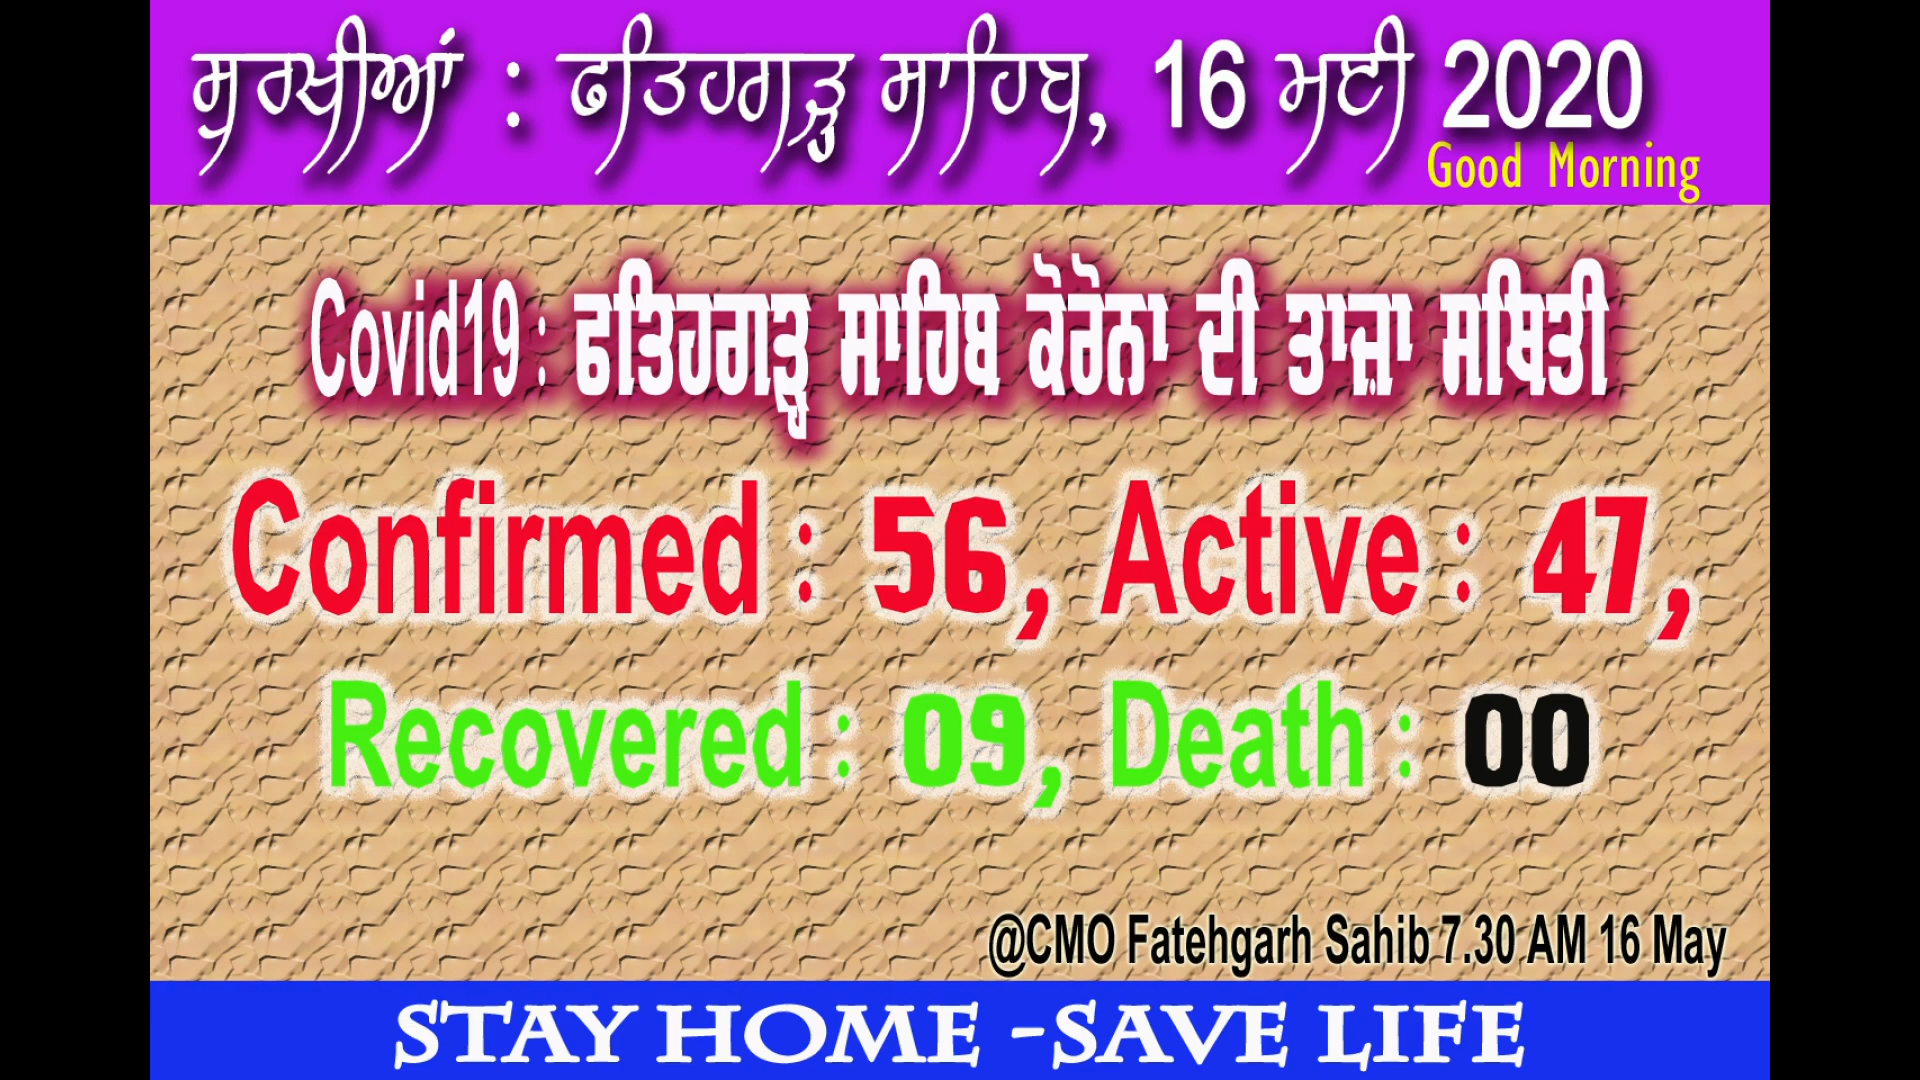 ਸੁਰਖੀਆਂ : ਫਤਿਹਗੜ੍ਹ ਸਾਹਿਬ, 16 ਮਈ 2020
Good Morning
Covid19 : ਫਤਿਹਗੜ੍ਹ ਸਾਹਿਬ ਕੋਰੋਨਾ ਦੀ ਤਾਜ਼ਾ ਸਥਿਤੀ
Confirmed : 56, Active : 47,
Recovered : 09, Death : 00
@CMO Fatehgarh Sahib 7.30 AM 16 May
STAY HOME -SAVE LIFE